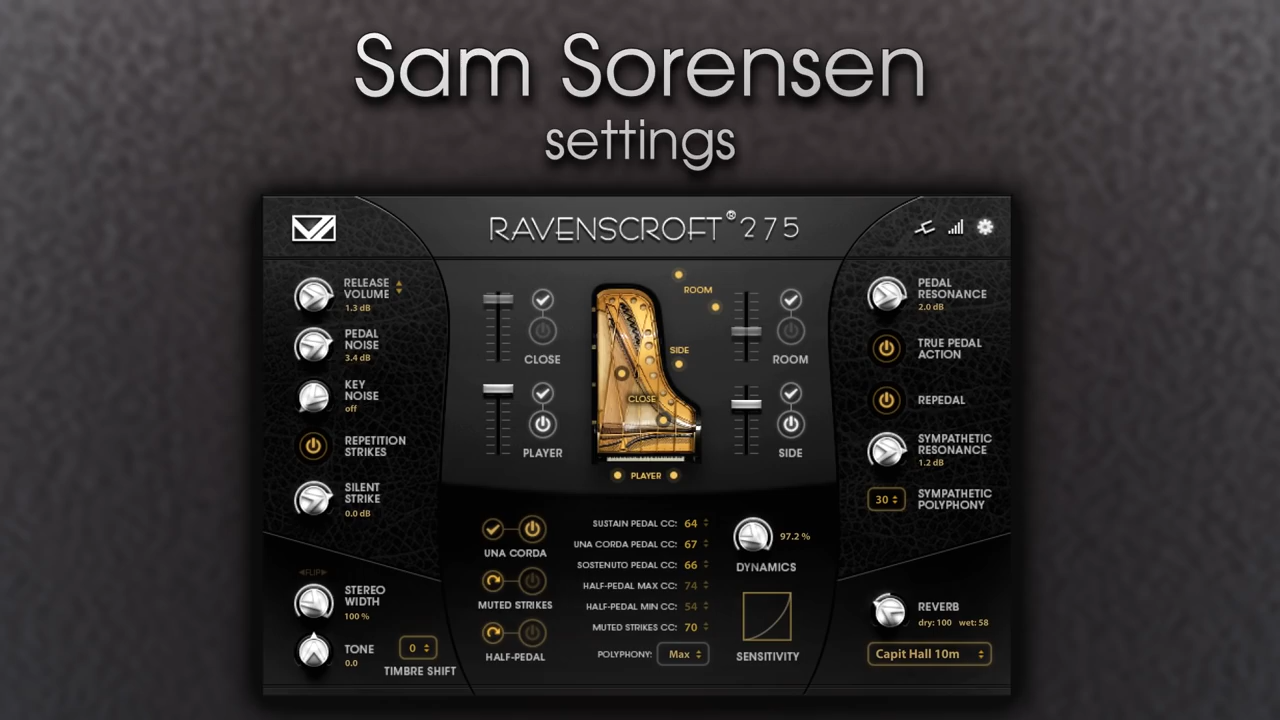 Sam Sorensen
settings
RAVENSCROFT® 275
RELEASE
VOLUME
1.3 dB
PEDAL
NOISE
3.4 dB
KEY
NOISE
off
REPETITION
STRIKES
SILENT
STRIKE
0.0 dB
◄FLIP►
STEREO
WIDTH
100 %
TONE
0.0
0
TIMBRE SHIFT
CLOSE
PLAYER
ROOM
SIDE
CLOSE
PLAYER
ROOM
SIDE
UNA CORDA
MUTED STRIKES
HALF-PEDAL
SUSTAIN PEDAL CC: 64
UNA CORDA PEDAL CC: 67
SOSTENUTO PEDAL CC: 66
HALF-PEDAL MAX CC: 74
HALF-PEDAL MIN CC: 54
MUTED STRIKES CC: 70
POLYPHONY: Max
97.2 %
DYNAMICS
SENSITIVITY
PEDAL
RESONANCE
2.0 dB
TRUE PEDAL
ACTION
REPEDAL
SYMPATHETIC
RESONANCE
1.2 dB
30
SYMPATHETIC
POLYPHONY
REVERB
dry: 100 wet: 58
Capit Hall 10m